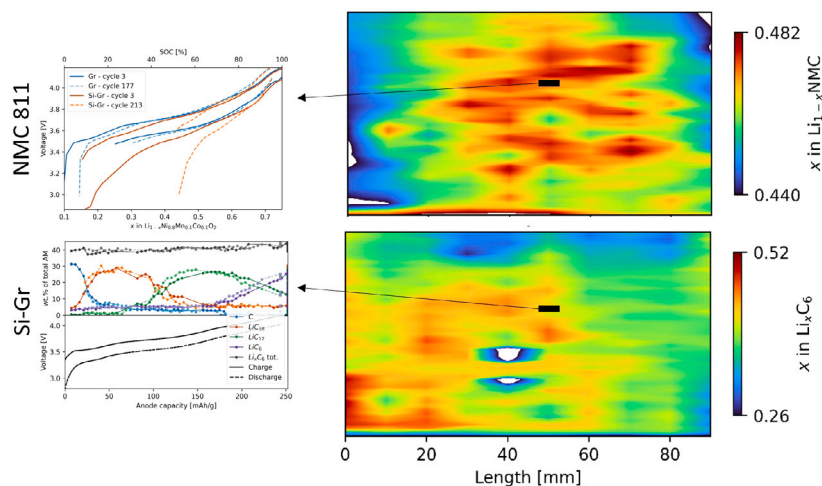 SOC [%]
0 20 40 60 80 100
Gr - cycle 3
Gr - cycle 177
Si-Gr - cycle 3
Si-Gr - cycle 213
NMC 811
Voltage [V]
4.0
3.8
3.6
3.4
3.2
3.0
0.1 0.2 0.3 0.4 0.5 0.6 0.7
x in Li₁₋ₓNi₀.₈Mn₀.₁Co₀.₁O₂
0.482
x in Li₁₋ₓNMC
0.440
Si-Gr
wt.% of total AM
40
30
20
10
0
C
LiC₁₈
LiC₁₂
LiC₆
LiₓC₆ tot.
Charge
Discharge
Voltage [V]
4.0
3.5
3.0
0 50 100 150 200 250
Anode capacity [mAh/g]
0.52
x in LiₓC₆
0.26
0 20 40 60 80
Length [mm]